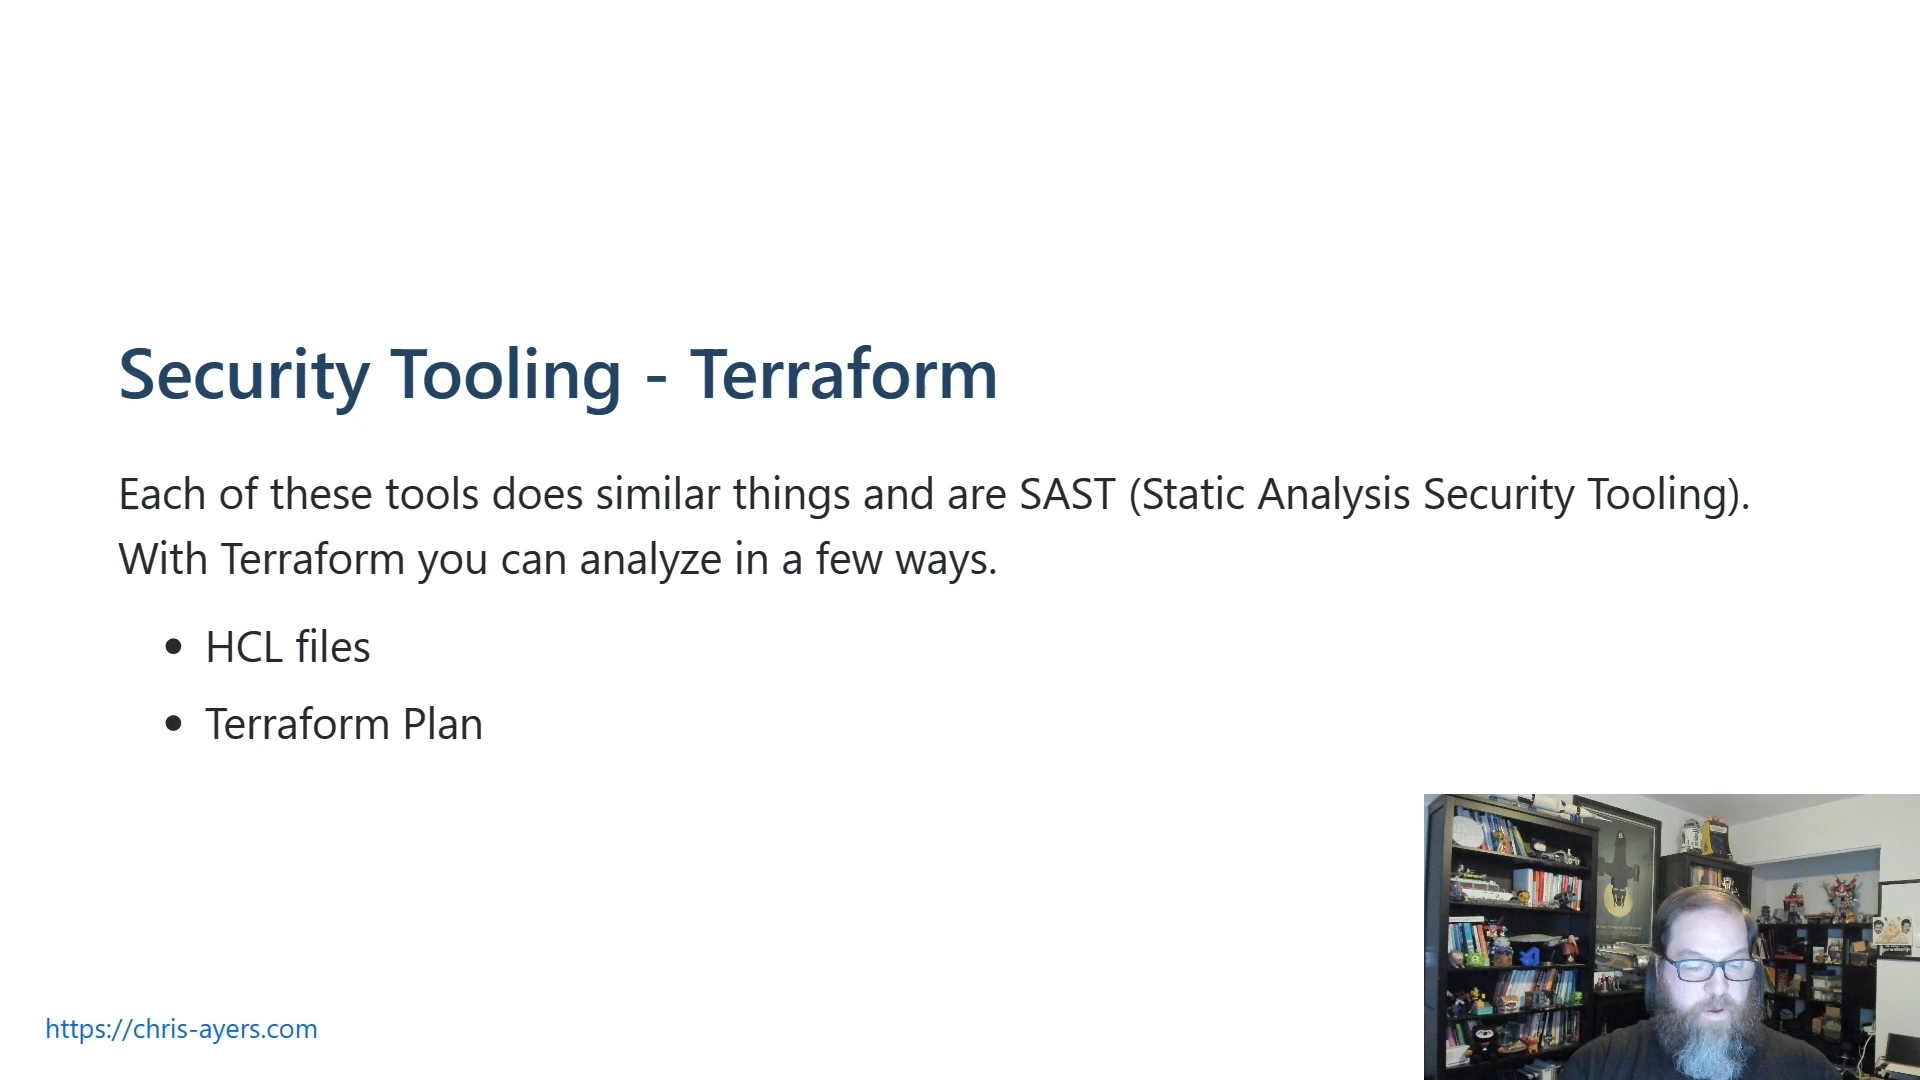 Security Tooling - Terraform
Each of these tools does similar things and are SAST (Static Analysis Security Tooling).
With Terraform you can analyze in a few ways.
• HCL files
• Terraform Plan
https://chris-ayers.com